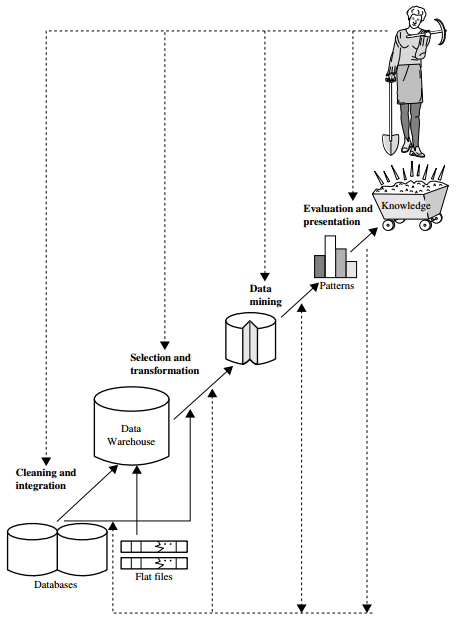 Evaluation and
presentation
Knowledge
Patterns
Data
mining
Selection and
transformation
Data
Warehouse
Cleaning and
integration
Databases
Flat files